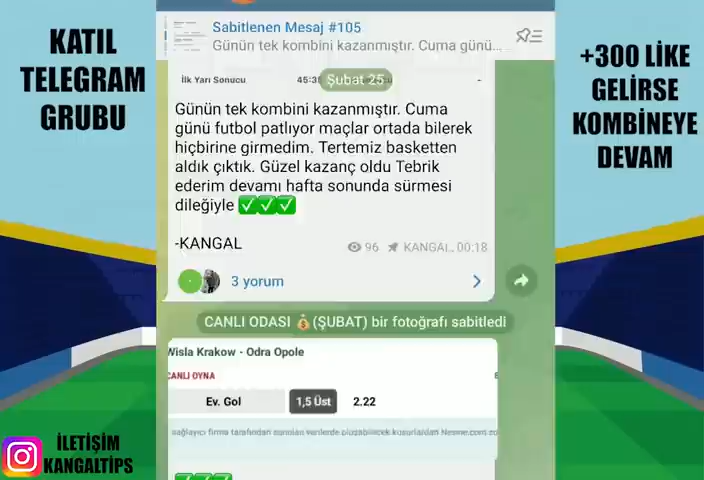 KATIL
TELEGRAM
GRUBU
Sabitlenen Mesaj #105
Günün tek kombini kazanmıştır. Cuma günü...
İlk Yarı Sonucu
Şubat 25
-
Günün tek kombini kazanmıştır. Cuma
günü futbol patlıyor maçlar ortada bilerek
hiçbirine girmedim. Tertemiz basketten
aldık çıktık. Güzel kazanç oldu Tebrik
ederim devamı hafta sonunda sürmesi
dileğiyle ✅✅✅
-KANGAL
96
KANGAL, 00:18
3 yorum
CANLI ODASI 💰(ŞUBAT) bir fotoğrafı sabitledi
Wisla Krakow - Odra Opole
CANLI OYNA
Ev. Gol 1,5 Üst 2.22
+300 LİKE
GELİRSE
KOMBİNEYE
DEVAM
İLETİŞİM
KANGALTİPS